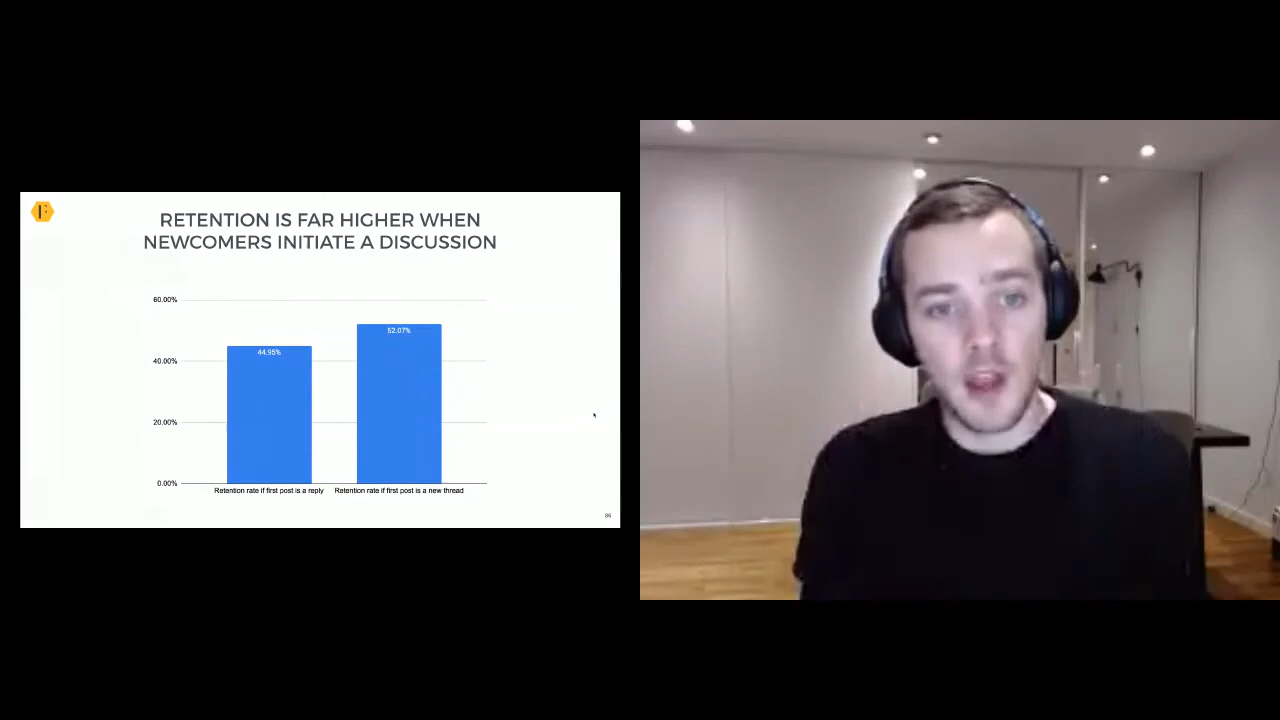 F:
RETENTION IS FAR HIGHER WHEN
NEWCOMERS INITIATE A DISCUSSION
60.00%
40.00%
20.00%
0.00%
44.95%
52.07%
Retention rate if first post is a reply
Retention rate if first post is a new thread
86